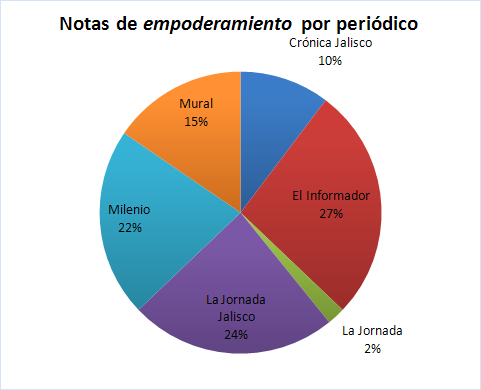 Notas de empoderamiento por periódico
Crónica Jalisco
10%
El Informador
27%
La Jornada
2%
La Jornada
Jalisco
24%
Milenio
22%
Mural
15%